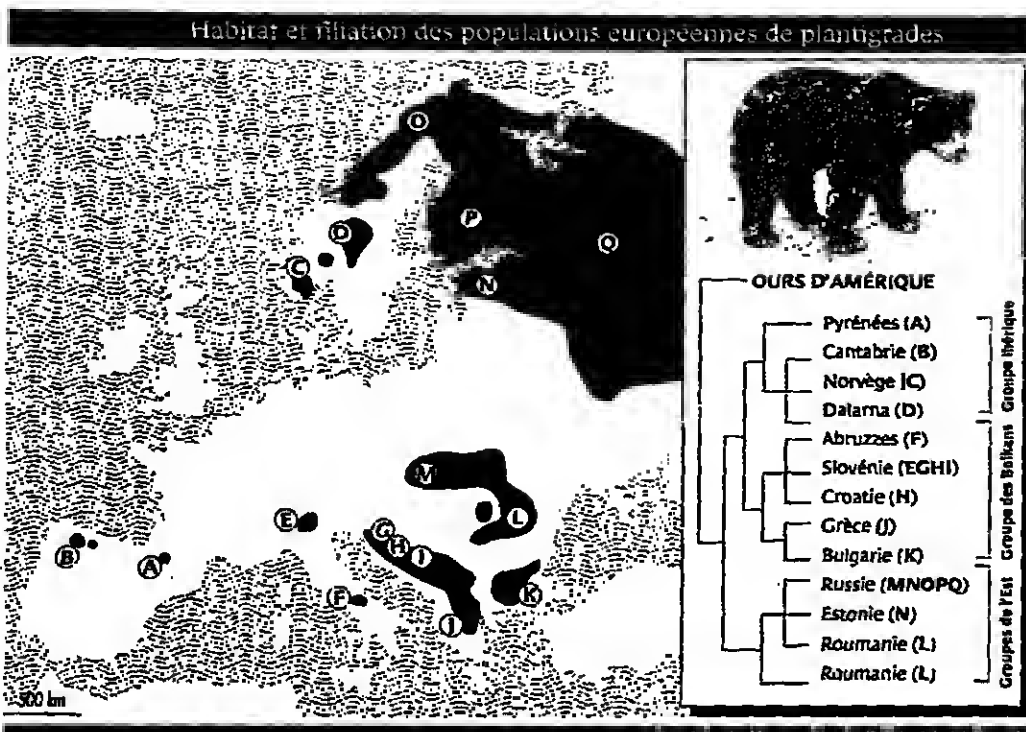 Habitat et filiation des populations européennes de plantigrades
O
P
Q
D
C
N
M
L
E
G
H
I
B
A
F
K
J
500 km
OURS D'AMÉRIQUE
Pyrénées (A)
Cantabrie (B)
Norvège (C)
Dalarna (D)
Groupe Ibérique
Abruzzes (F)
Slovénie (EGHI)
Croatie (H)
Grèce (J)
Bulgarie (K)
Groupe des Balkans
Russie (MNOPQ)
Estonie (N)
Roumanie (L)
Roumanie (L)
Groupes de l'Est